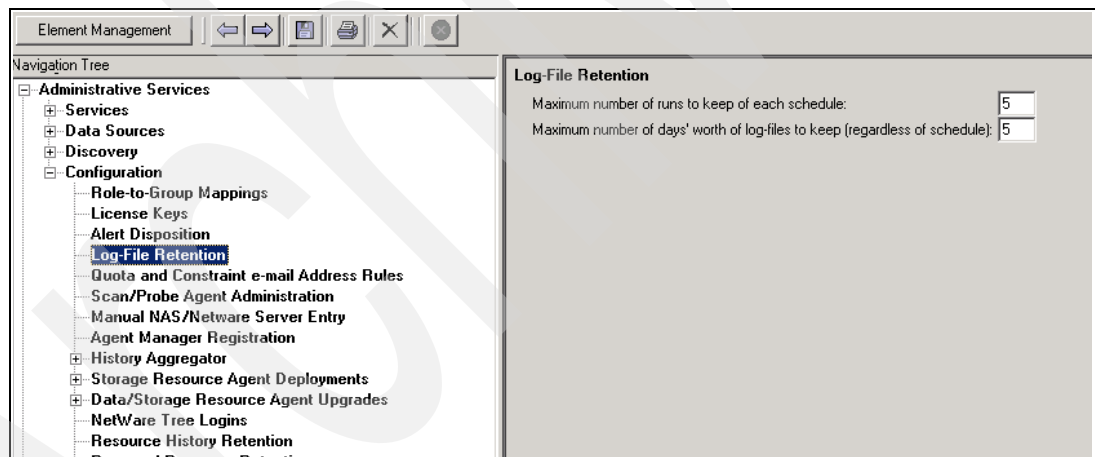 Element Management
Navigation Tree
Administrative Services
Services
Data Sources
Discovery
Configuration
Role-to-Group Mappings
License Keys
Alert Disposition
Log-File Retention
Quota and Constraint e-mail Address Rules
Scan/Probe Agent Administration
Manual NAS/Netware Server Entry
Agent Manager Registration
History Aggregator
Storage Resource Agent Deployments
Data/Storage Resource Agent Upgrades
NetWare Tree Logins
Resource History Retention
Log-File Retention
Maximum number of runs to keep of each schedule: 5
Maximum number of days' worth of log-files to keep (regardless of schedule): 5